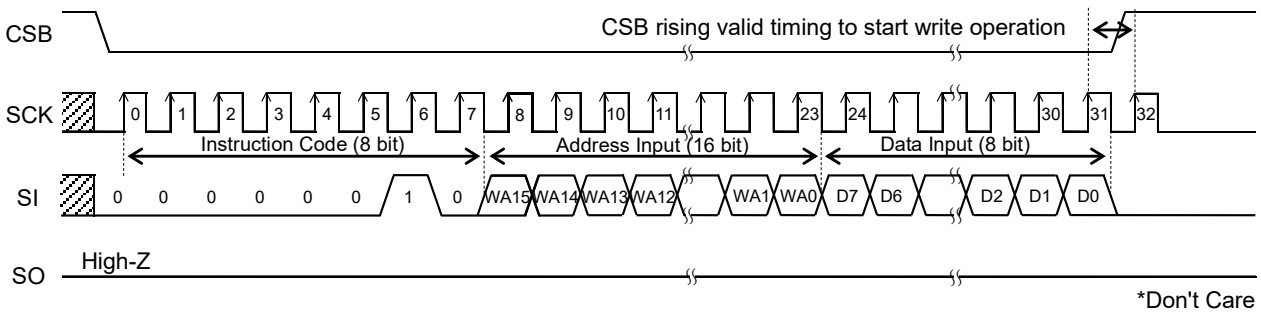 CSB
CSB rising valid timing to start write operation
SCK
0 1 2 3 4 5 6 7 8 9 10 11 23 24 30 31 32
Instruction Code (8 bit) Address Input (16 bit) Data Input (8 bit)
SI
0 0 0 0 0 0 1 0 WA15 WA14 WA13 WA12 WA1 WA0 D7 D6 D2 D1 D0
High-Z
SO
*Don't Care